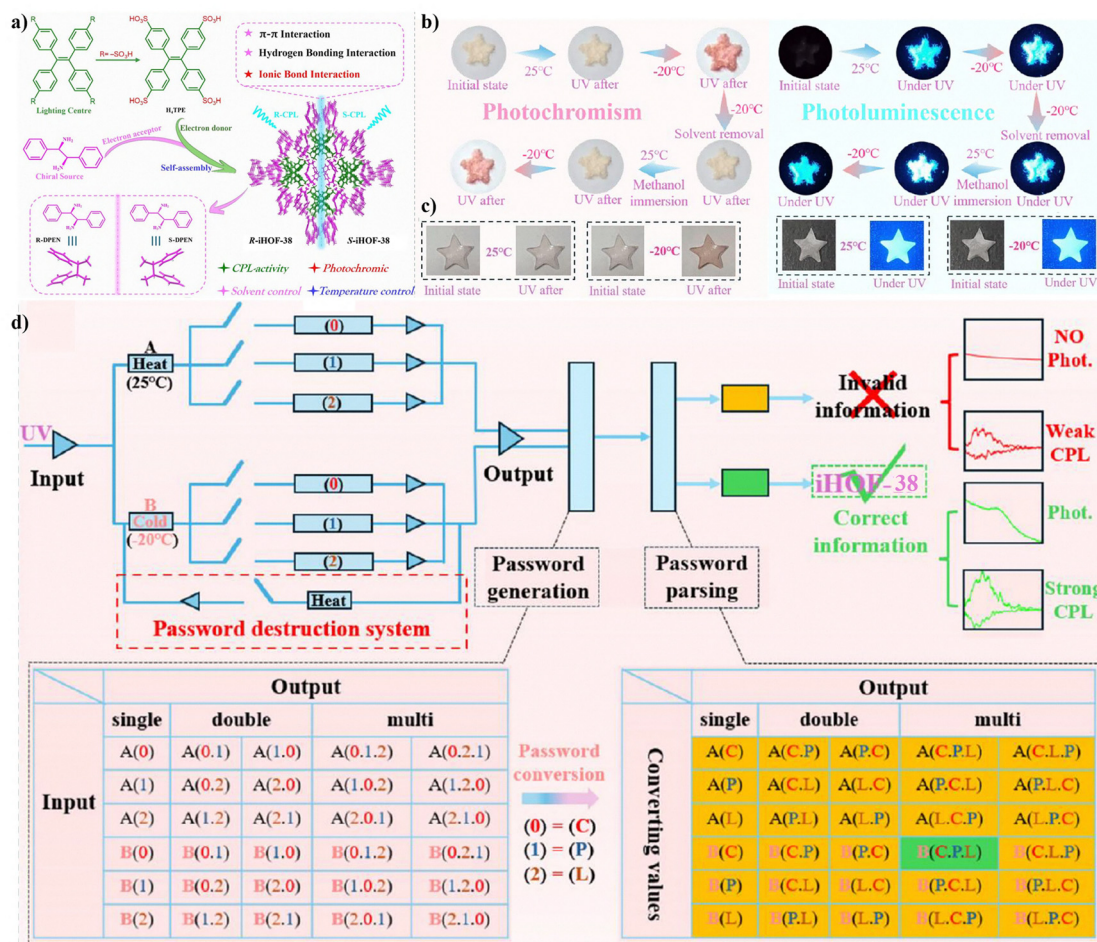 a)
R
R
R
R
R= -SO₃H
SO₃H
HO₃S
HO₃S
SO₃H
Lighting Centre
H₄TPE
★ π-π Interaction
★ Hydrogen Bonding Interaction
★ Ionic Bond Interaction
R-CPL
S-CPL
Electron acceptor
Electron donor
NH₂
Chiral Source
Self-assembly
R-DPEN
S-DPEN
R-iHOF-38
S-iHOF-38
CPL-activity
Photochromic
Solvent control
Temperature control
b)
Initial state
25°C
UV after
-20°C
UV after
Photochromism
-20°C
Solvent removal
-20°C
25°C
Methanol
immersion
UV after
UV after
UV after
Initial state
25°C
Under UV
-20°C
Under UV
Photoluminescence
-20°C
Solvent removal
-20°C
25°C
Methanol
immersion
Under UV
Under UV
Under UV
c)
25°C
Initial state
UV after
-20°C
Initial state
UV after
25°C
Initial state
Under UV
-20°C
Initial state
Under UV
d)
UV
Input
A
Heat
(25°C)
(0)
(1)
(2)
B
Cold
(-20°C)
(0)
(1)
(2)
Heat
Password destruction system
Output
Password
generation
Password
parsing
Invalid
information
iHOF-38
Correct
information
NO
Phot.
Weak
CPL
Phot.
Strong
CPL
Output
single double multi
Input
A(0) A(0.1) A(1.0) A(0.1.2) A(0.2.1)
A(1) A(0.2) A(2.0) A(1.0.2) A(1.2.0)
A(2) A(1.2) A(2.1) A(2.0.1) A(2.1.0)
B(0) B(0.1) B(1.0) B(0.1.2) B(0.2.1)
B(1) B(0.2) B(2.0) B(1.0.2) B(1.2.0)
B(2) B(1.2) B(2.1) B(2.0.1) B(2.1.0)
Password
conversion
(0) = (C)
(1) = (P)
(2) = (L)
Output
single double multi
Converting values
A(C) A(C.P) A(P.C) A(C.P.L) A(C.L.P)
A(P) A(C.L) A(L.C) A(P.C.L) A(P.L.C)
A(L) A(P.L) A(L.P) A(L.C.P) A(L.P.C)
B(C) B(C.P) B(P.C) B(C.P.L) B(C.L.P)
B(P) B(C.L) B(L.C) B(P.C.L) B(P.L.C)
B(L) B(P.L) B(L.P) B(L.C.P) B(L.P.C)